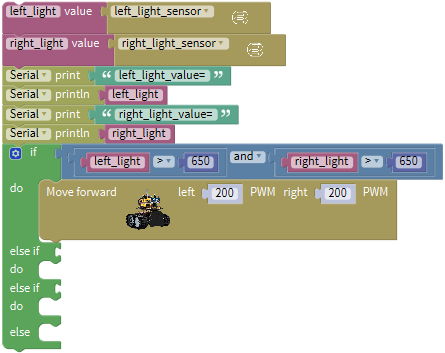 left_light value left_light_sensor
right_light value right_light_sensor
Serial print “ left_light_value= ”
Serial println left_light
Serial print “ right_light_value= ”
Serial println right_light
if left_light > 650 and right_light > 650
do Move forward left 200 PWM right 200 PWM
else if
do
else if
do
else